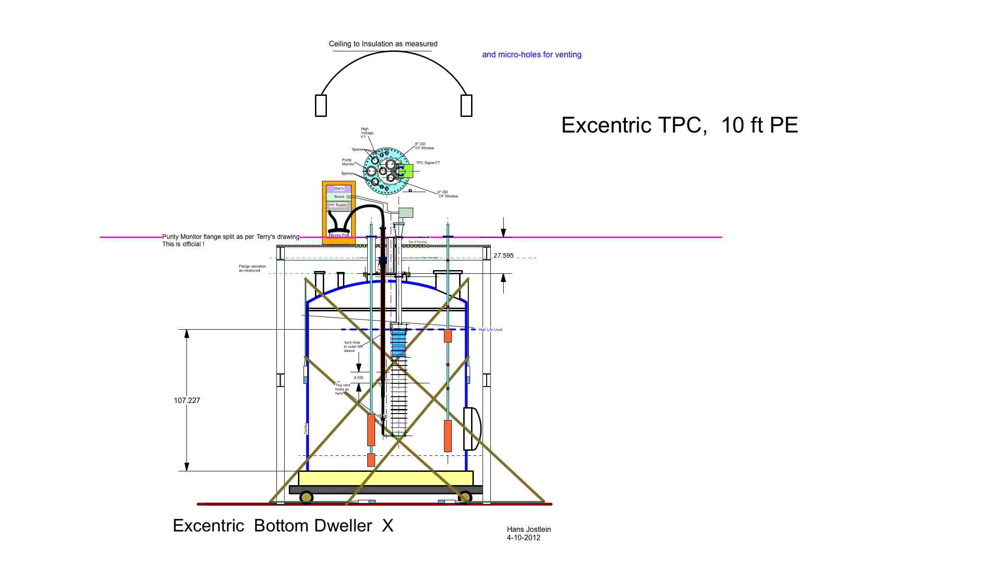 Ceiling to Insulation as measured
and micro-holes for venting
Excentric TPC, 10 ft PE
High
Voltage
FT
8" OD
CF Window
Spares
Purity
Monitor
TPC Signal FT
Spares
6" OD
CF Window
Dan's
Boxes
HV Supply
Bunny Pot
Purity Monitor flange split as per Terry's drawing
This is official !
Top of Flooring
27.595
Top of Insulation
Flange elevation
as measured
High LAr Level
Vent Hole
in outer SS
sleeve
8.395
Tiny vent
holes go
here
107.227
Center
Excentric Bottom Dweller X
Hans Jostlein
4-10-2012